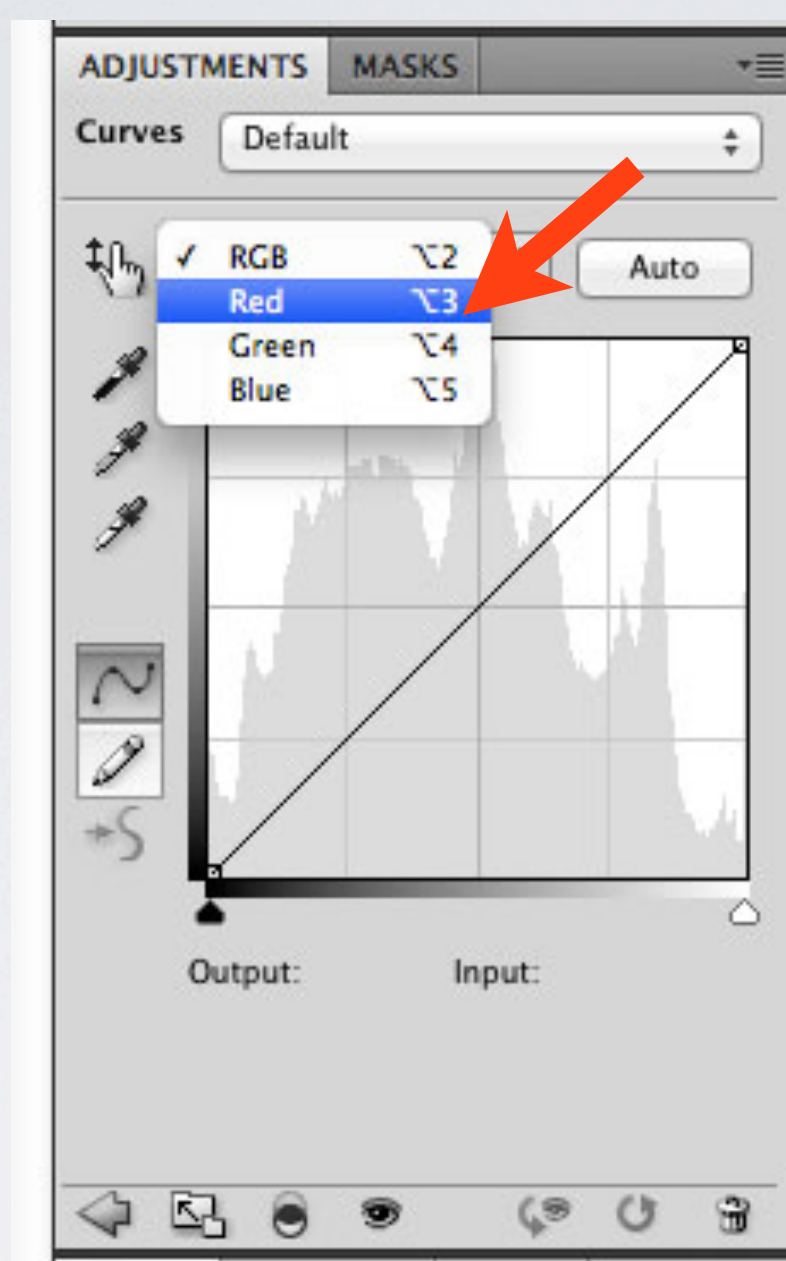 ADJUSTMENTS MASKS
Curves Default
✓ RGB ⌥2
Red ⌥3
Auto
Green ⌥4
Blue ⌥5
Output: Input: